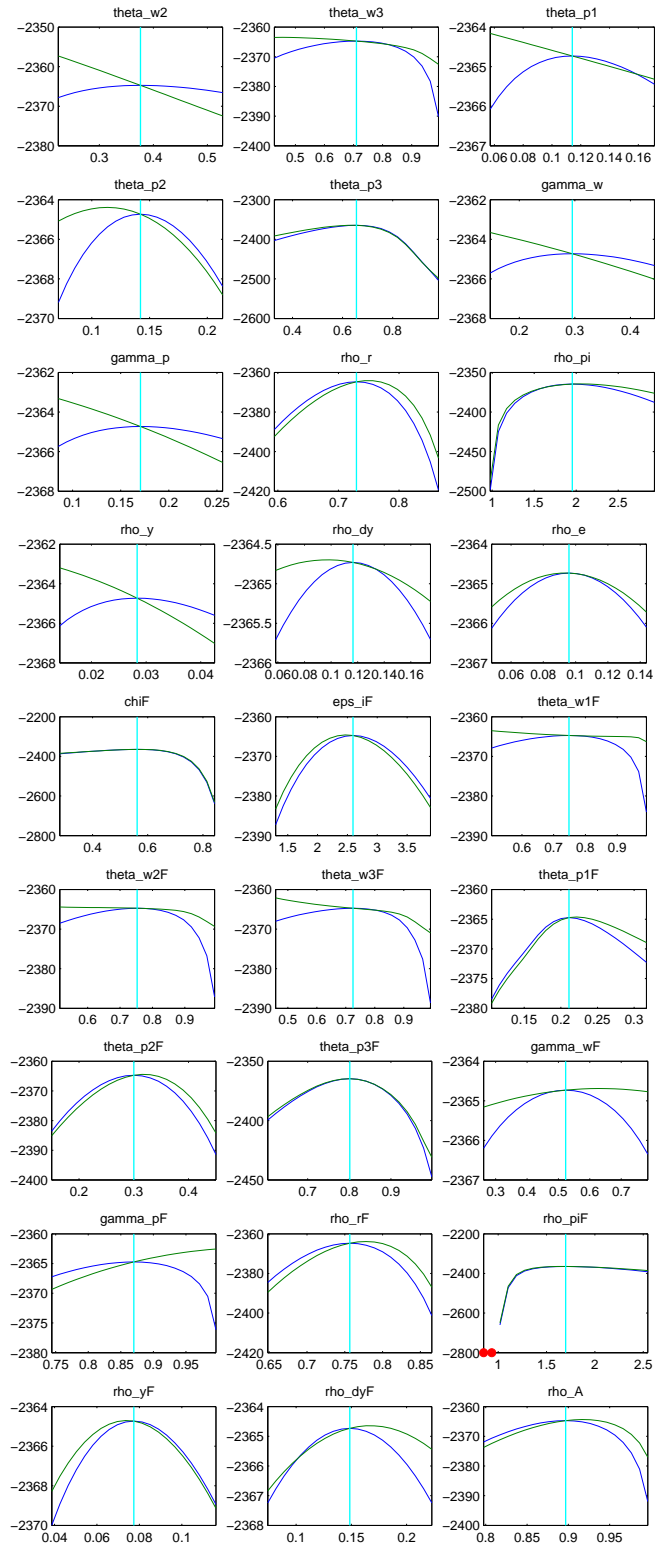 theta_w2 theta_w3 theta_p1
−2350 −2360 −2364
−2360 −2370 −2365
−2370 −2380 −2366
−2380 −2390 −2367
−2400
0.3 0.4 0.5 0.5 0.6 0.7 0.8 0.9 0.06 0.08 0.10 0.12 0.14 0.16
theta_p2 theta_p3 gamma_w
−2364 −2300 −2362
−2366 −2400 −2364
−2368 −2500 −2366
−2370 −2600 −2368
0.1 0.15 0.2 0.4 0.6 0.8 0.2 0.3 0.4
gamma_p rho_r rho_pi
−2362 −2360 −2350
−2364 −2380 −2400
−2366 −2400 −2450
−2368 −2420 −2500
0.1 0.15 0.20 0.25 0.6 0.7 0.8 1 1.5 2 2.5
rho_y rho_dy rho_e
−2362 −2364.5 −2364
−2364 −2365 −2365
−2366 −2365.5 −2366
−2368 −2366 −2367
0.02 0.03 0.04 0.06 0.08 0.10 0.12 0.14 0.16 0.06 0.08 0.1 0.12 0.14
chiF eps_iF theta_w1F
−2200 −2360 −2360
−2400 −2370 −2370
−2600 −2380 −2380
−2800 −2390 −2390
0.4 0.6 0.8 1.5 2 2.5 3 3.5 0.6 0.7 0.8 0.9
theta_w2F theta_w3F theta_p1F
−2360 −2360 −2360
−2370 −2370 −2365
−2380 −2380 −2370
−2390 −2390 −2375
−2380
0.6 0.7 0.8 0.9 0.5 0.6 0.7 0.8 0.9 0.15 0.2 0.25 0.3
theta_p2F theta_p3F gamma_wF
−2360 −2350 −2364
−2370 −2400 −2365
−2380 −2450 −2366
−2390 −2367
−2400
0.2 0.3 0.4 0.7 0.8 0.9 0.3 0.4 0.5 0.6 0.7
gamma_pF rho_rF rho_piF
−2360 −2360 −2200
−2365 −2380 −2400
−2370 −2400 −2600
−2375 −2420 −2800
−2380
0.75 0.8 0.85 0.9 0.95 0.65 0.7 0.75 0.8 0.85 1 1.5 2 2.5
rho_yF rho_dyF rho_A
−2364 −2364 −2360
−2366 −2366 −2370
−2368 −2367 −2380
−2370 −2368 −2390
−2400
0.04 0.06 0.08 0.1 0.1 0.15 0.2 0.8 0.85 0.9 0.95